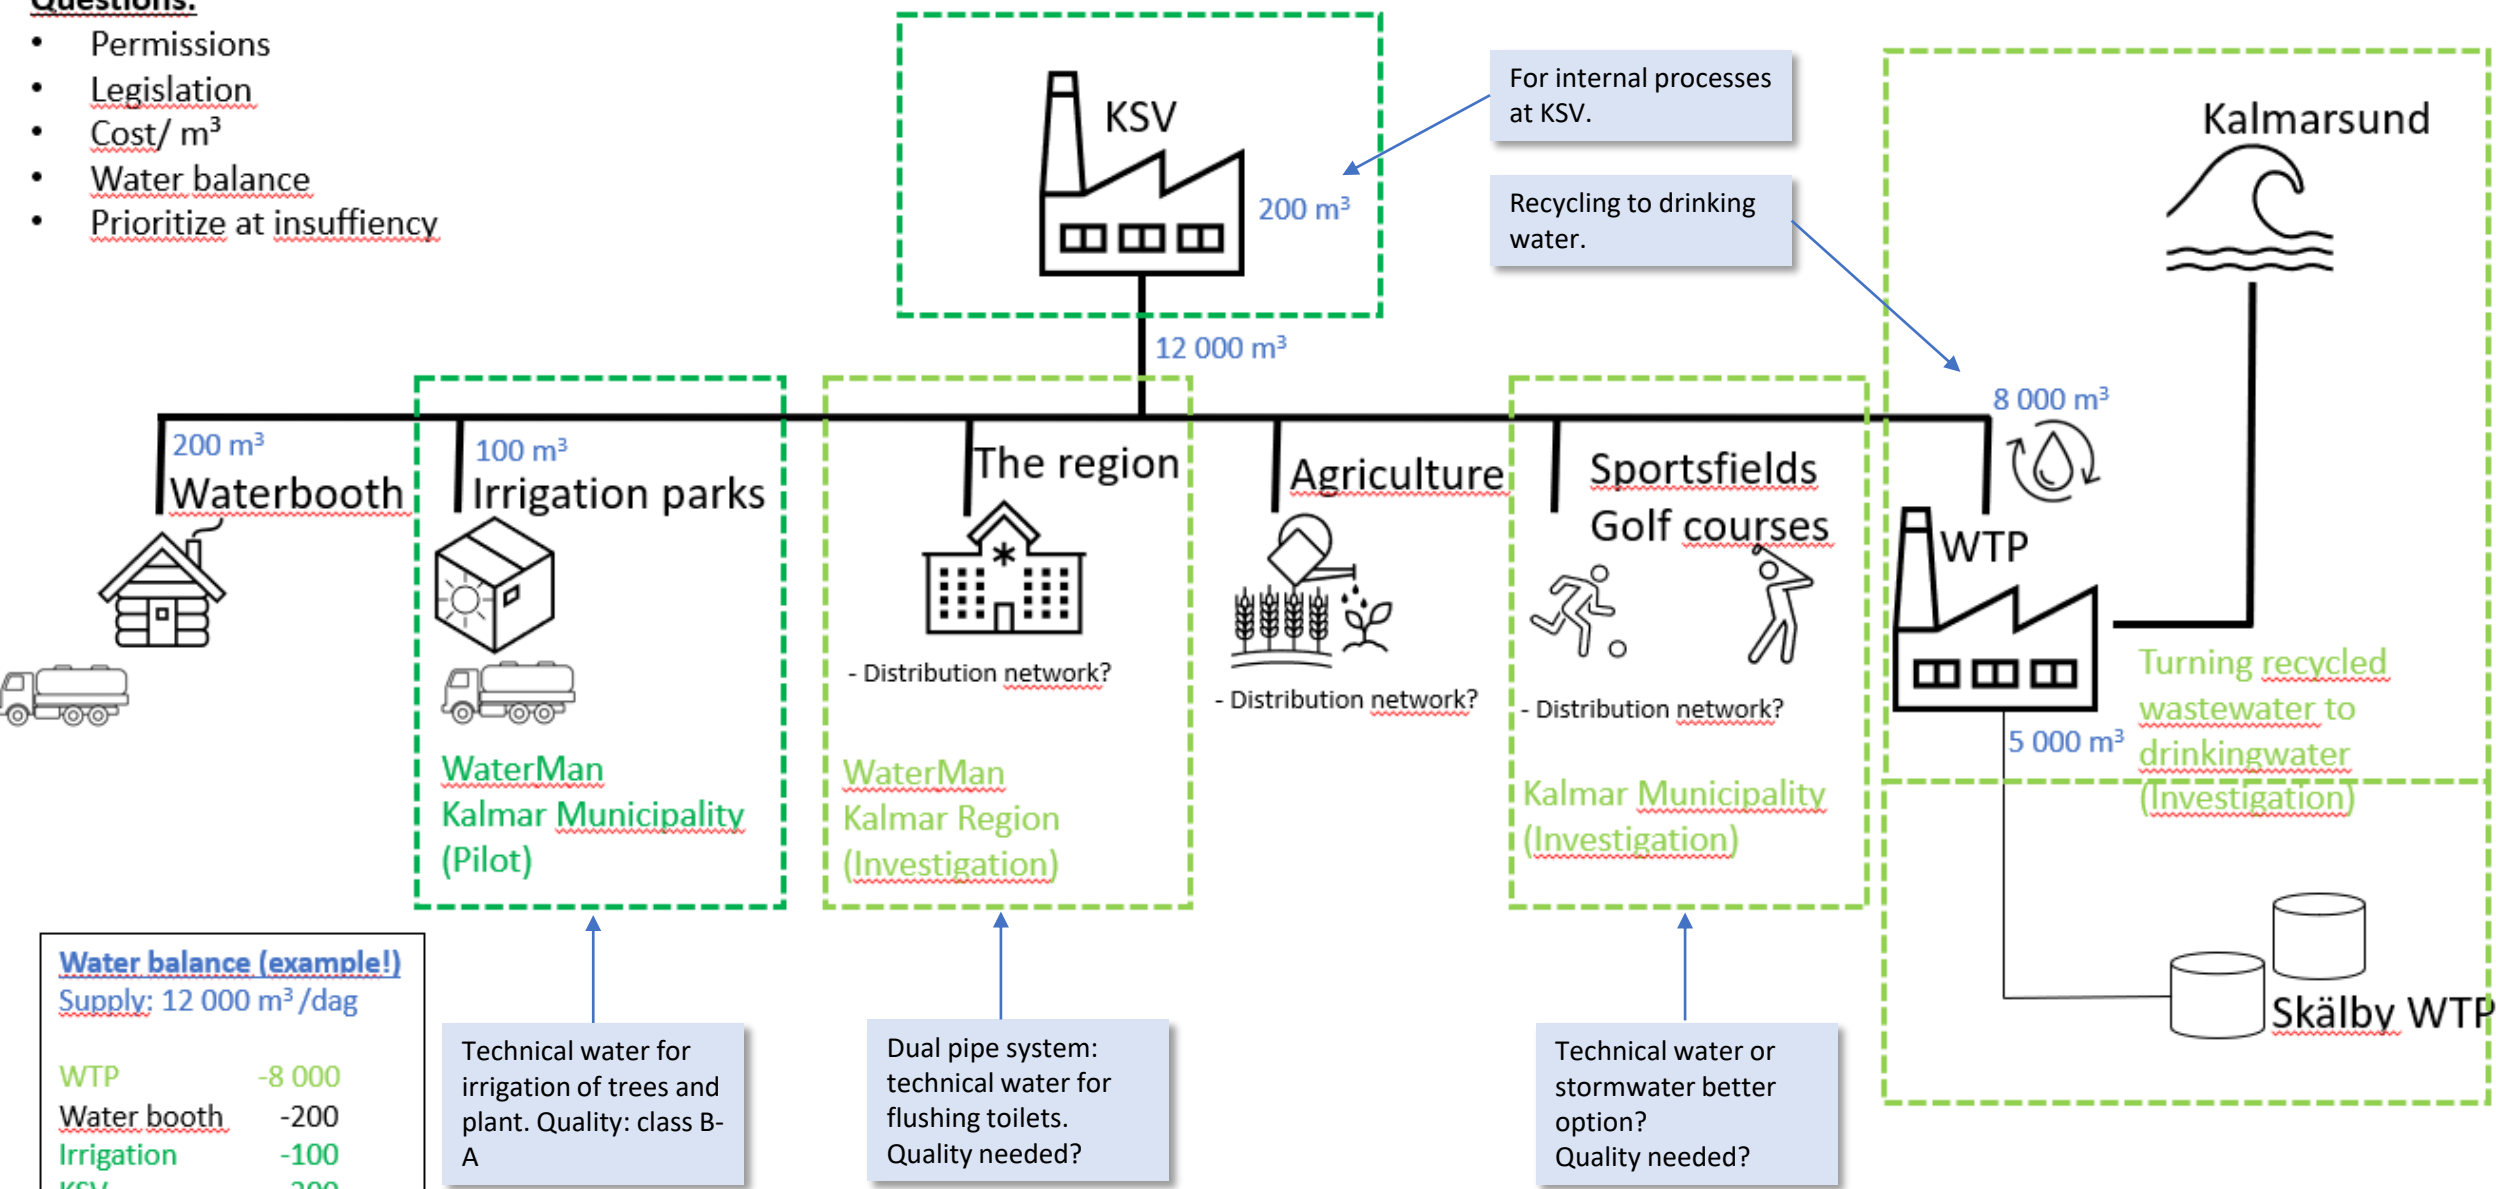 Questions:
• Permissions
• Legislation
• Cost/ m³
• Water balance
• Prioritize at insuffiency
KSV
200 m³
12 000 m³
For internal processes
at KSV.
Recycling to drinking
water.
Kalmarsund
8 000 m³
200 m³
Waterbooth
100 m³
Irrigation parks
The region
Agriculture
Sportsfields
Golf courses
WTP
- Distribution network?
- Distribution network?
- Distribution network?
WaterMan
Kalmar Municipality
(Pilot)
WaterMan
Kalmar Region
(Investigation)
Kalmar Municipality
(Investigation)
5 000 m³
Turning recycled
wastewater to
drinkingwater
(Investigation)
Skälby WTP
Water balance (example!)
Supply: 12 000 m³ /dag
WTP -8 000
Water booth -200
Irrigation -100
KSV -200
Technical water for
irrigation of trees and
plant. Quality: class B-
A
Dual pipe system:
technical water for
flushing toilets.
Quality needed?
Technical water or
stormwater better
option?
Quality needed?